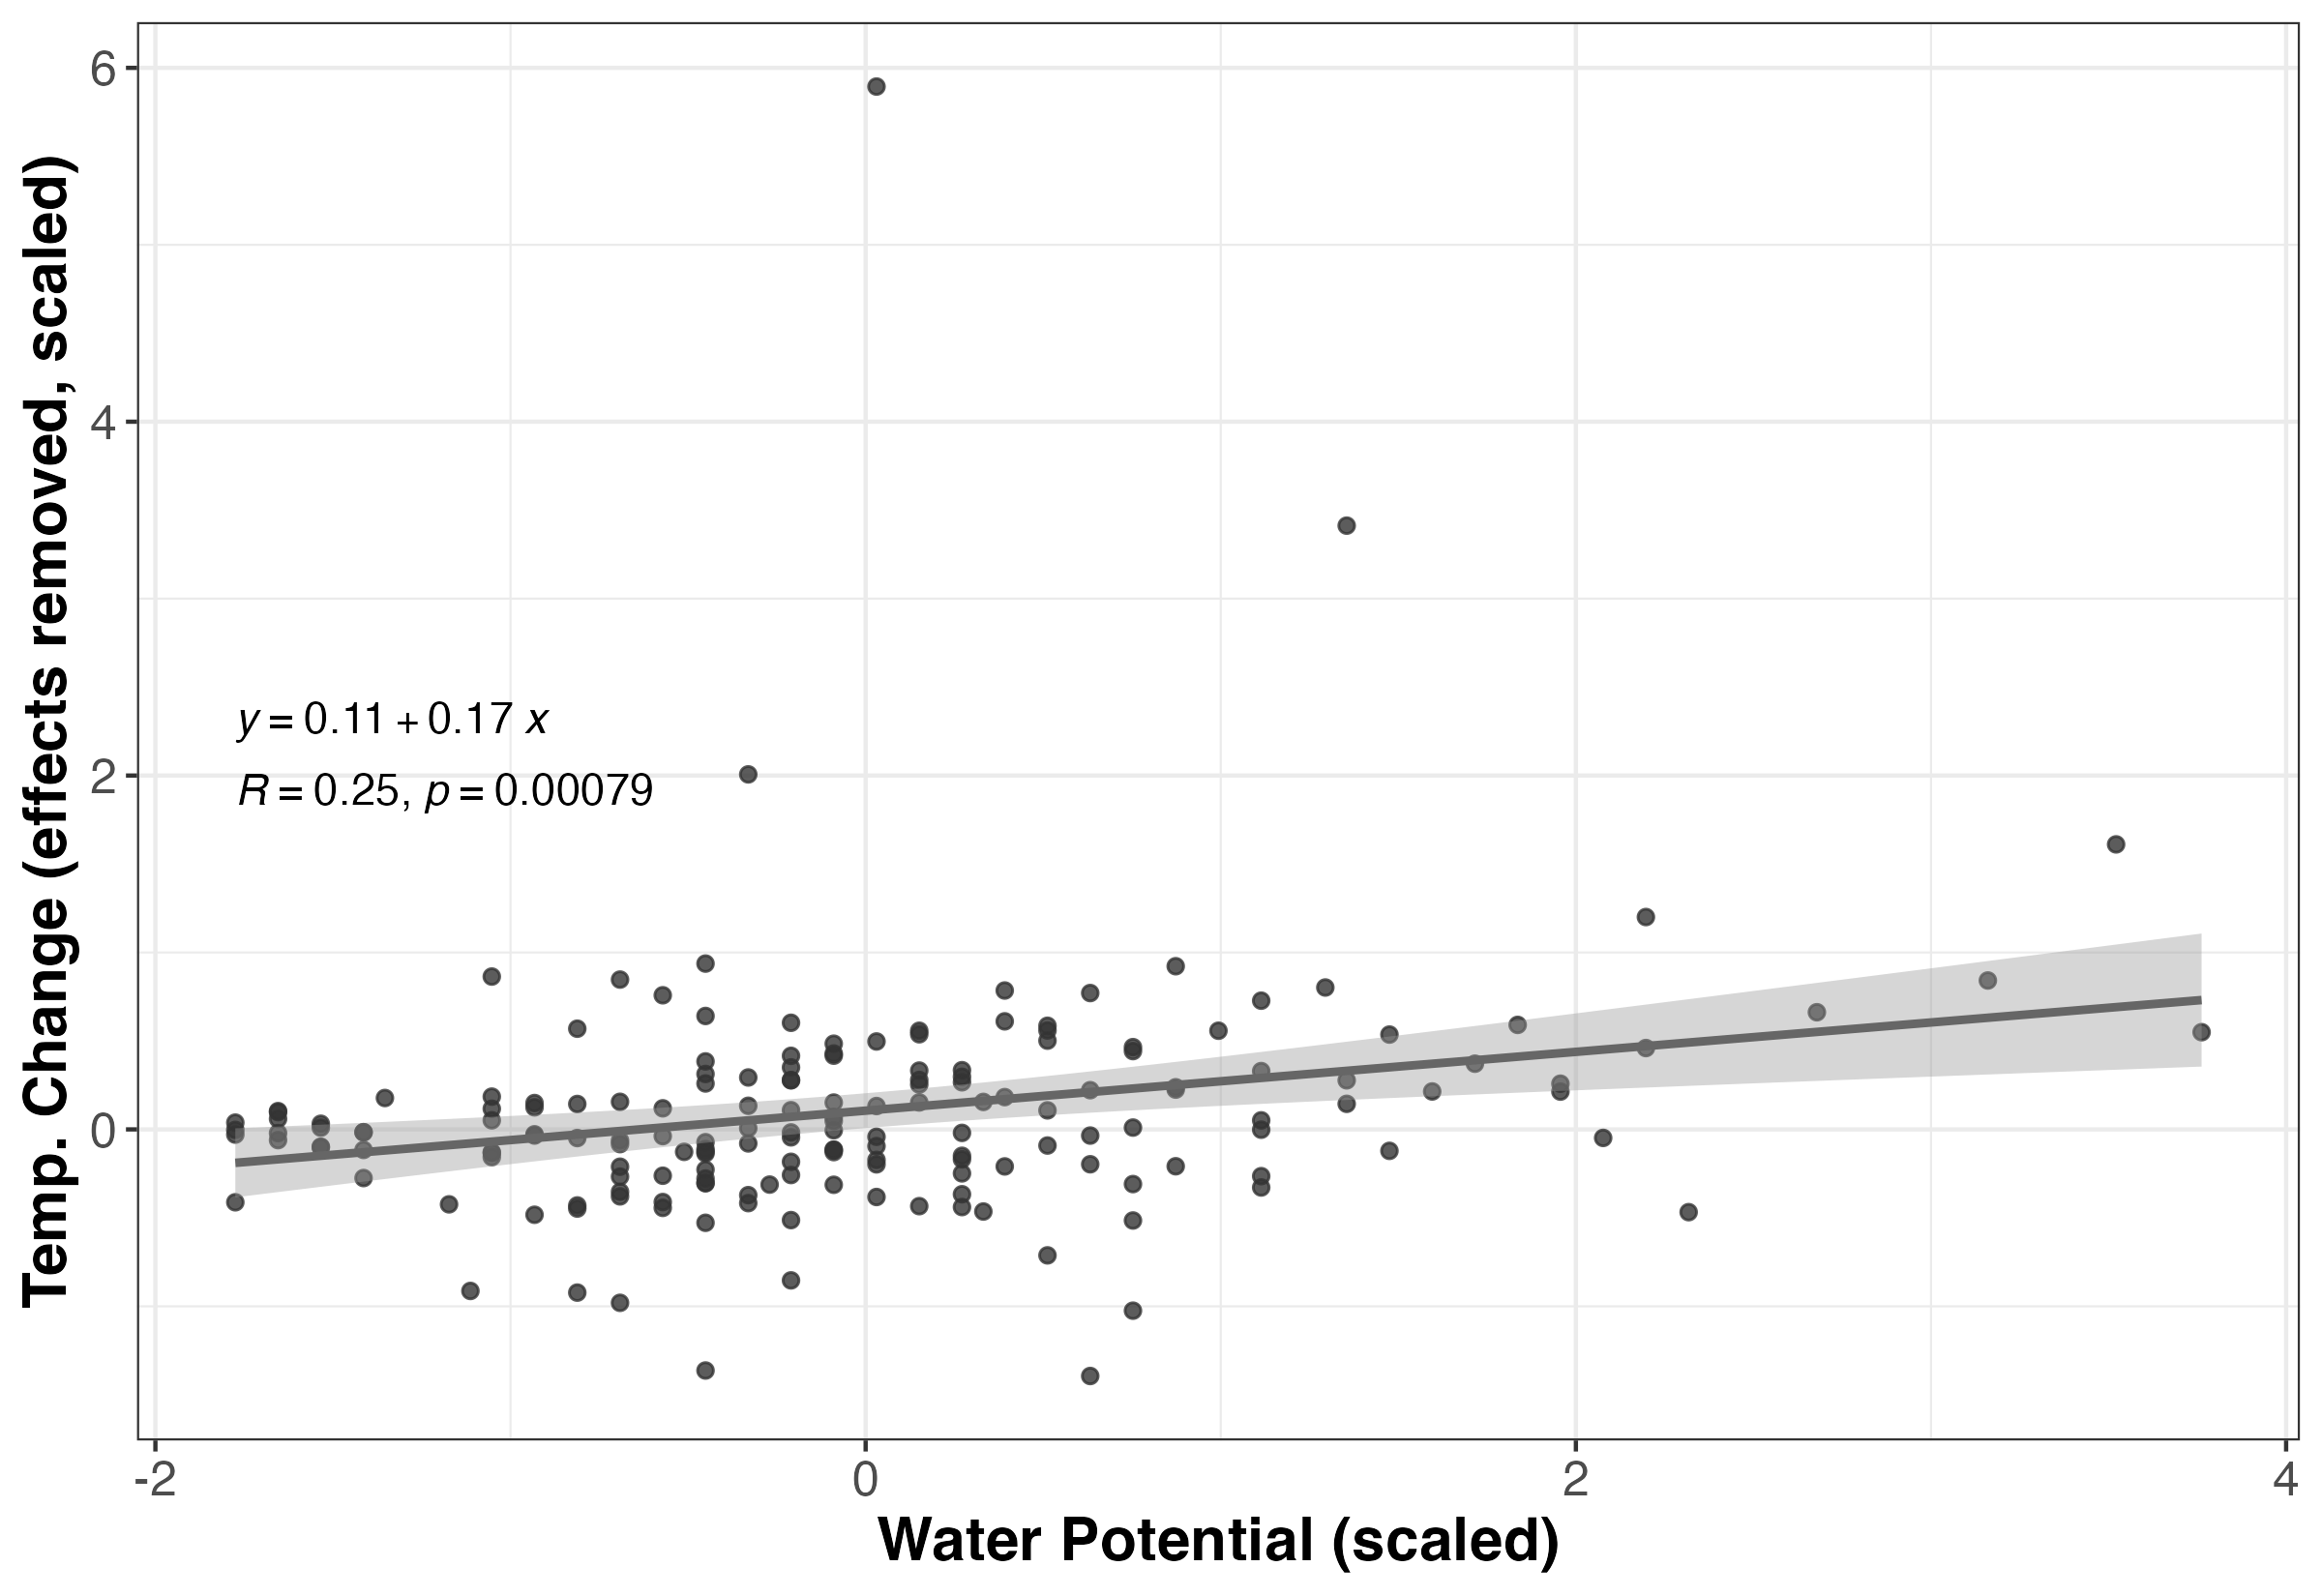 Temp. Change (effects removed, scaled)
6
4
2
0
y = 0.11 + 0.17 x
R = 0.25, p = 0.00079
-2 0 2 4
Water Potential (scaled)